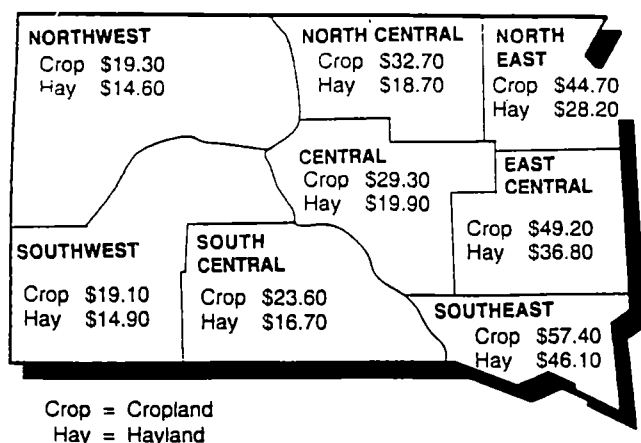 NORTHWEST
Crop $19.30
Hay $14.60
NORTH CENTRAL
Crop $32.70
Hay $18.70
NORTH
EAST
Crop $44.70
Hay $28.20
CENTRAL
Crop $29.30
Hay $19.90
EAST
CENTRAL
Crop $49.20
Hay $36.80
SOUTHWEST
Crop $19.10
Hay $14.90
SOUTH
CENTRAL
Crop $23.60
Hay $16.70
SOUTHEAST
Crop $57.40
Hay $46.10
Crop = Cropland
Hay = Hayland